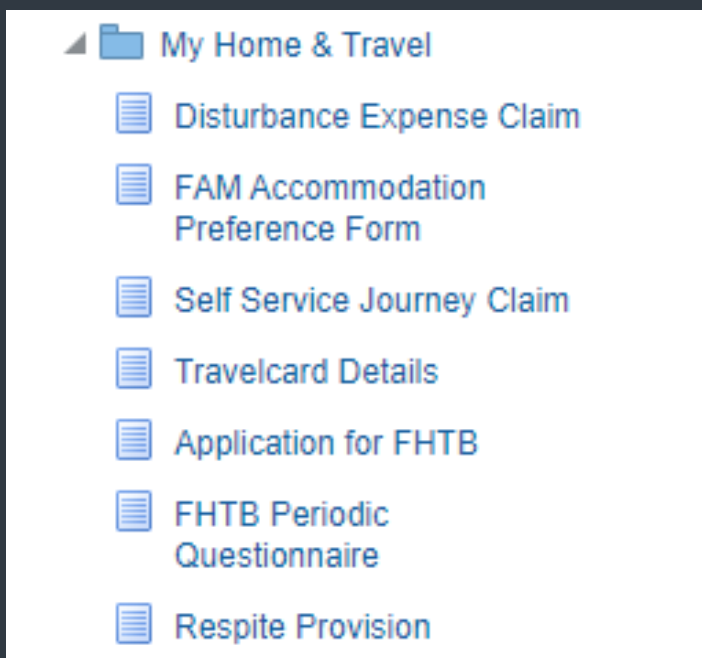 My Home & Travel
Disturbance Expense Claim
FAM Accommodation
Preference Form
Self Service Journey Claim
Travelcard Details
Application for FHTB
FHTB Periodic
Questionnaire
Respite Provision